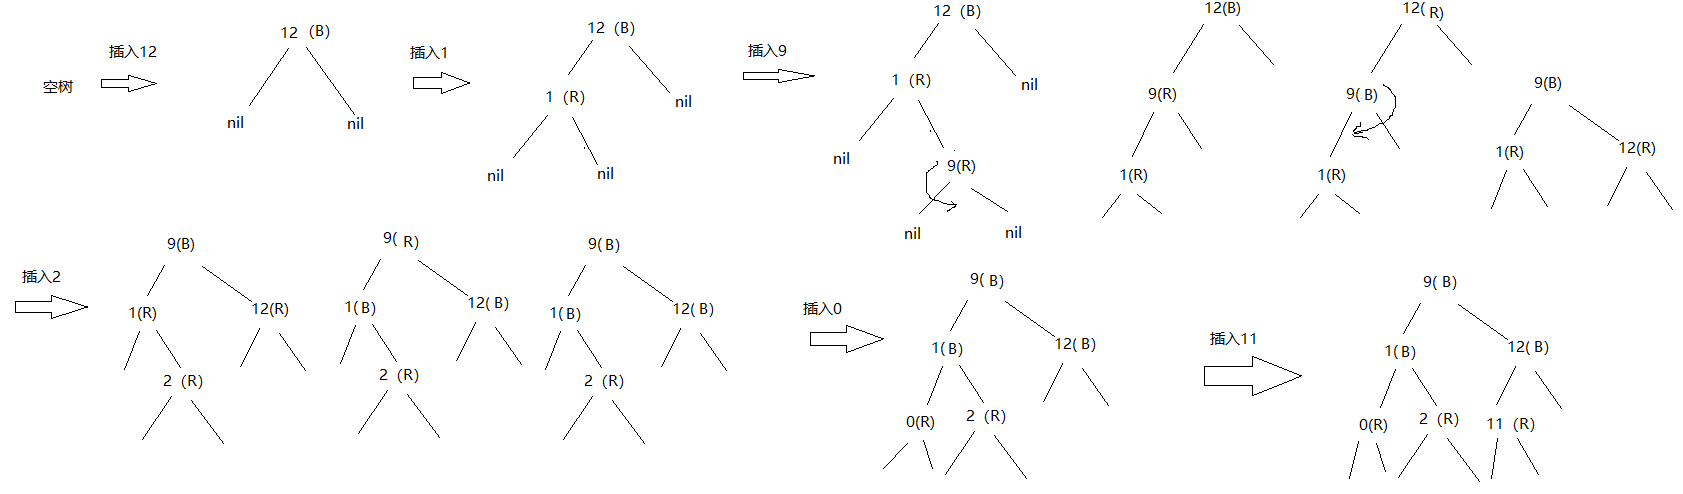 空树
插入12
12（B）
nil
nil
插入1
12（B）
1（R）
nil
nil
nil
插入9
12（B）
1（R）
nil
nil
9(R)
nil
nil
12(B)
9(R)
1(R)
12( R)
9( B)
1(R)
9(B)
1(R)
12(R)
插入2
9(B)
1(R)
12(R)
2（R)
9( R)
1( B)
12( B)
2（R)
9( B)
1( B)
12( B)
2（R)
插入0
9( B)
1( B)
12( B)
0(R)
2（R)
插入11
9( B)
1( B)
12( B)
0(R)
2（R)
11（R)